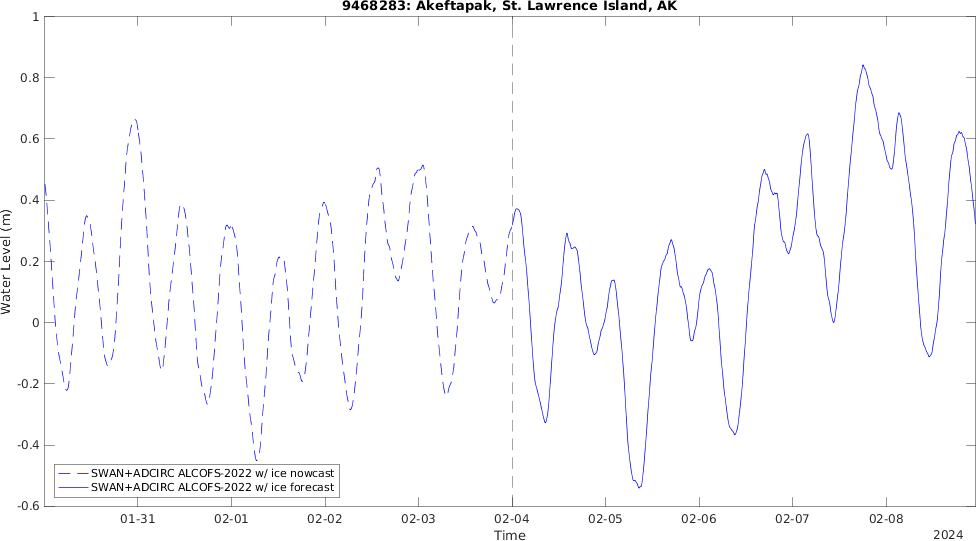 9468283: Akeftapak, St. Lawrence Island, AK
1
0.8
0.6
0.4
0.2
0
-0.2
-0.4
-0.6
Water Level (m)
SWAN+ADCIRC ALCOFS-2022 w/ ice nowcast
SWAN+ADCIRC ALCOFS-2022 w/ ice forecast
01-31 02-01 02-02 02-03 02-04 02-05 02-06 02-07 02-08
Time
2024